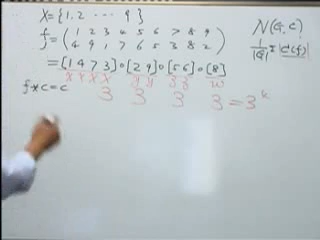 X = {1, 2 ... 9}
f = ( 1 2 3 4 5 6 7 8 9
4 9 1 7 6 5 3 8 2 )
= [1 4 7 3] o [2 9] o [5 6] o [8]
x x x x y y z z w
f * c = c
3 3 3 3 = 3^k
N(G, C)
1/|G| Σ |C(f)|